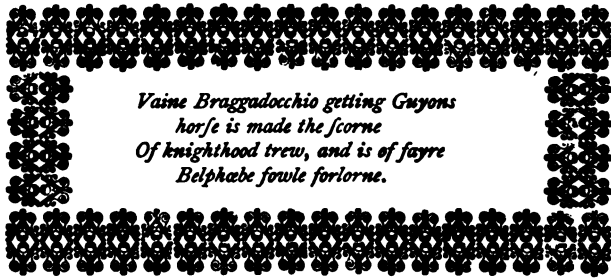 Vaine Braggadocchio getting Guyons
horſe is made the ſcorne
Of knighthood trew, and is of fayre
Belphœbe fowle forlorne.